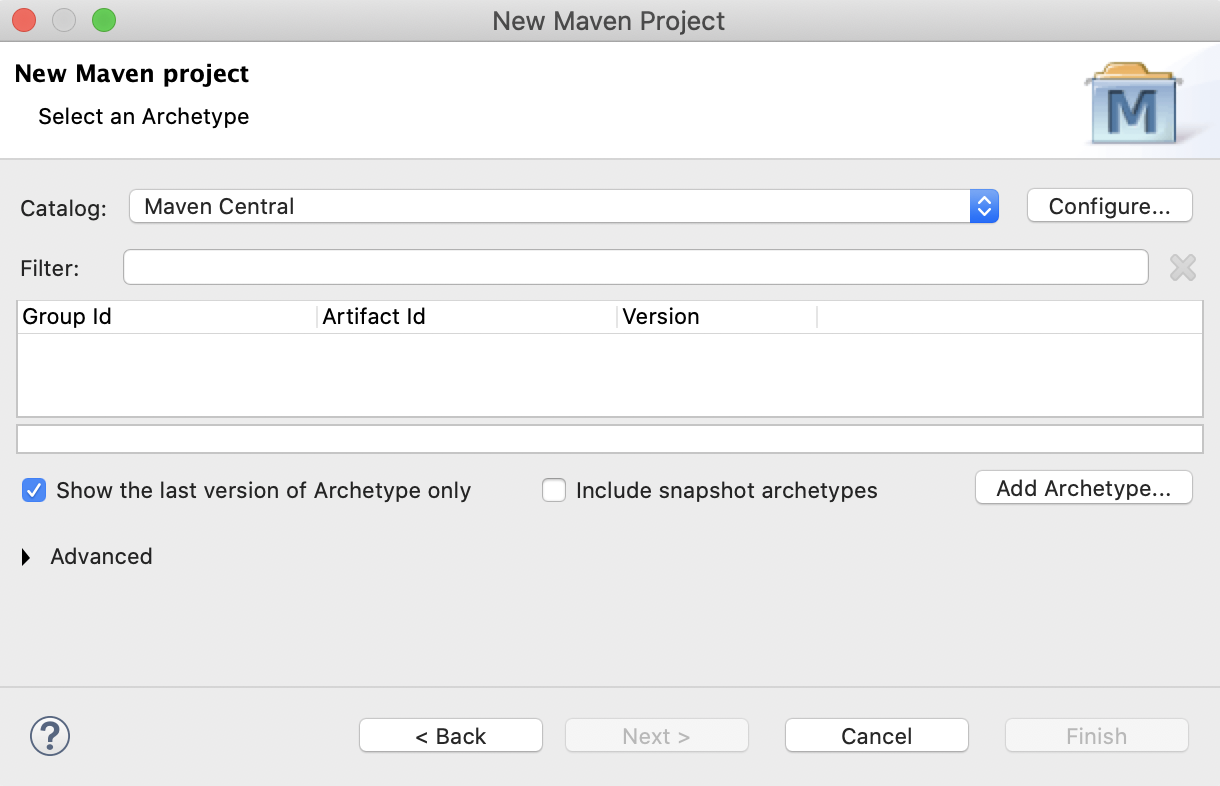 New Maven Project
New Maven project
Select an Archetype
M
Catalog: Maven Central Configure...
Filter:
Group Id Artifact Id Version
Show the last version of Archetype only Include snapshot archetypes Add Archetype...
Advanced
? < Back Next > Cancel Finish